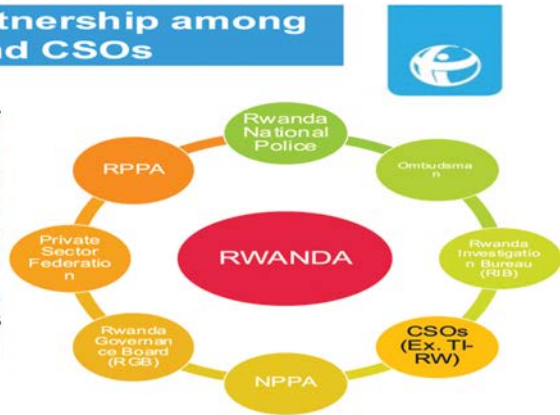 tnership among
nd CSOs
Rwanda
National
Police
RPPA
Ombudsma
n
Private
Sector
Federatio
n
RWANDA
Rwanda
Investigatio
n Bureau
(RIB)
Rwanda
Governan
ce Board
(RGB)
CSOs
(Ex. TI-
RW)
NPPA